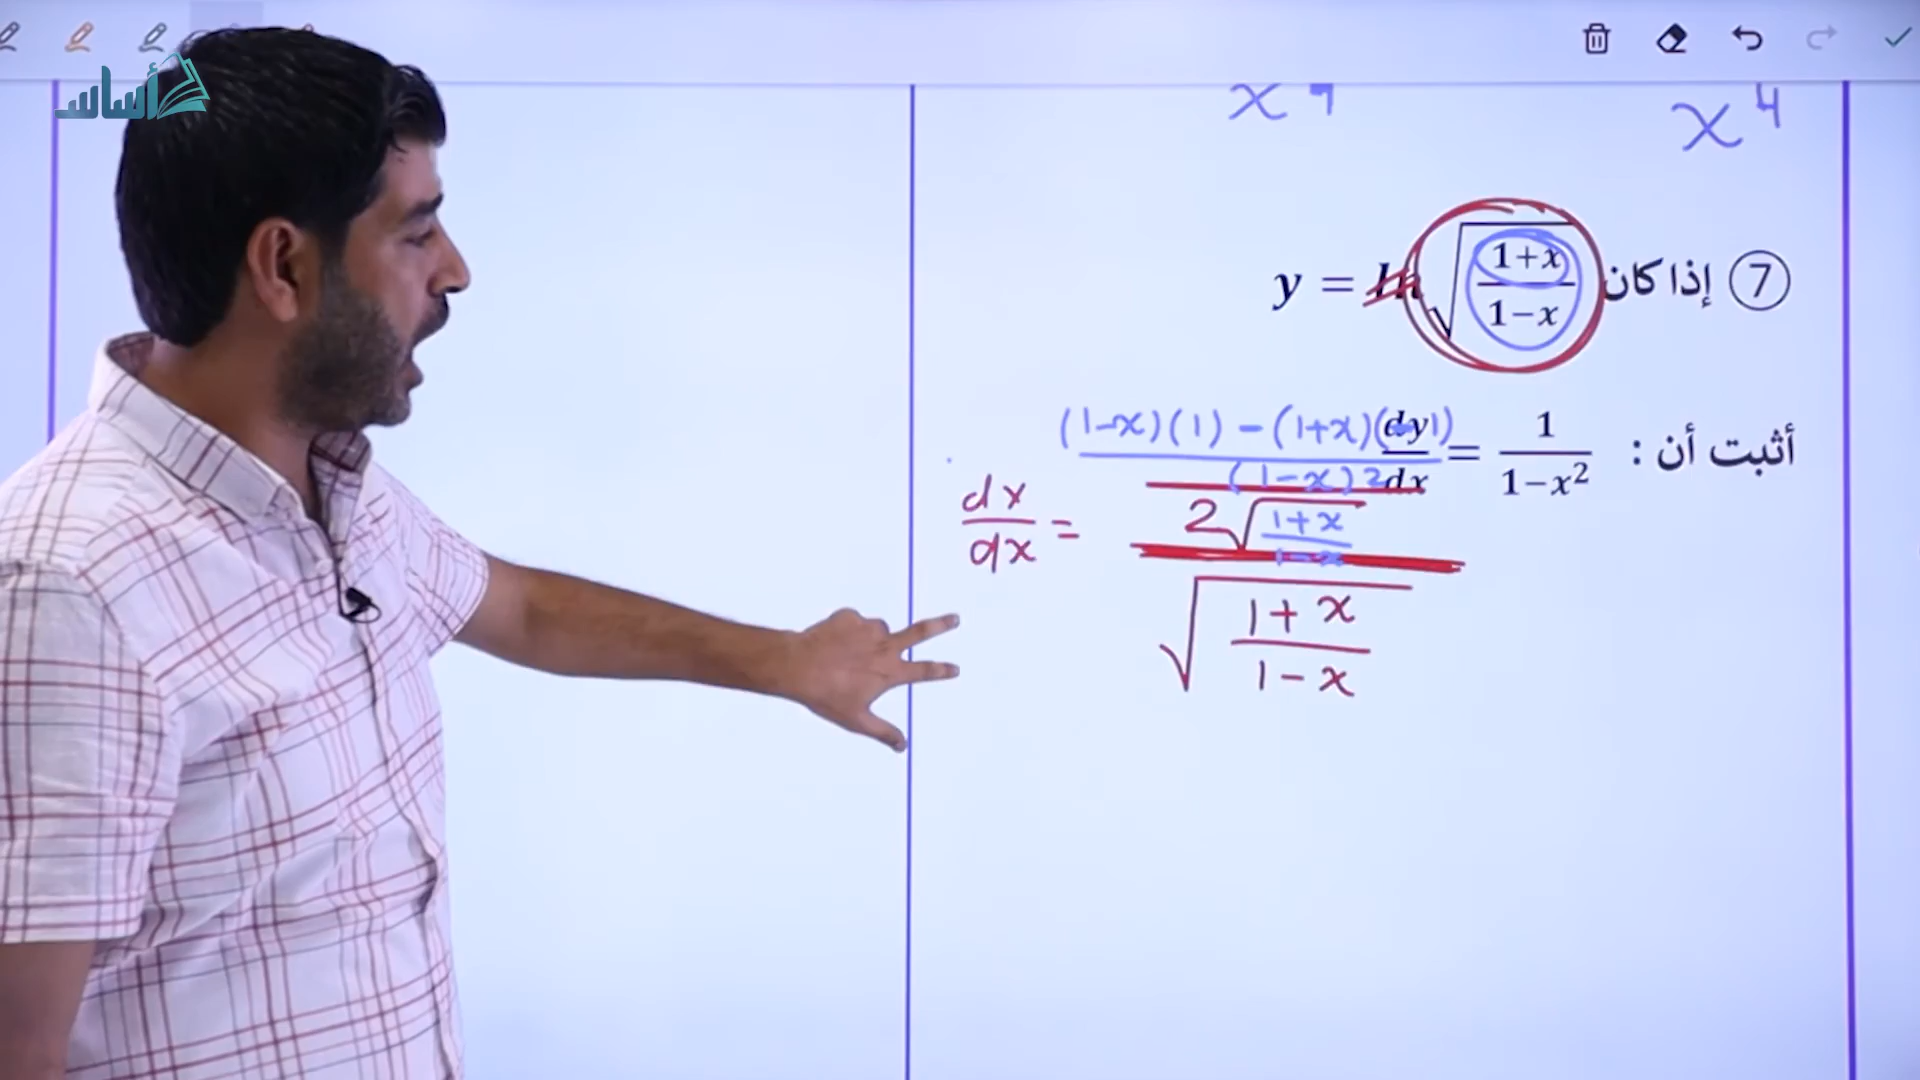 أساس
x⁴
⑦ إذا كان y = ln √((1+x)/(1−x))
أثبت أن : dy/dx = 1/(1−x²)
dx/dx = (((1-x)(1) - (1+x)(-1))/(1-x)2)/(2√((1+x)/(1-x)))/√((1+x)/(1-x))